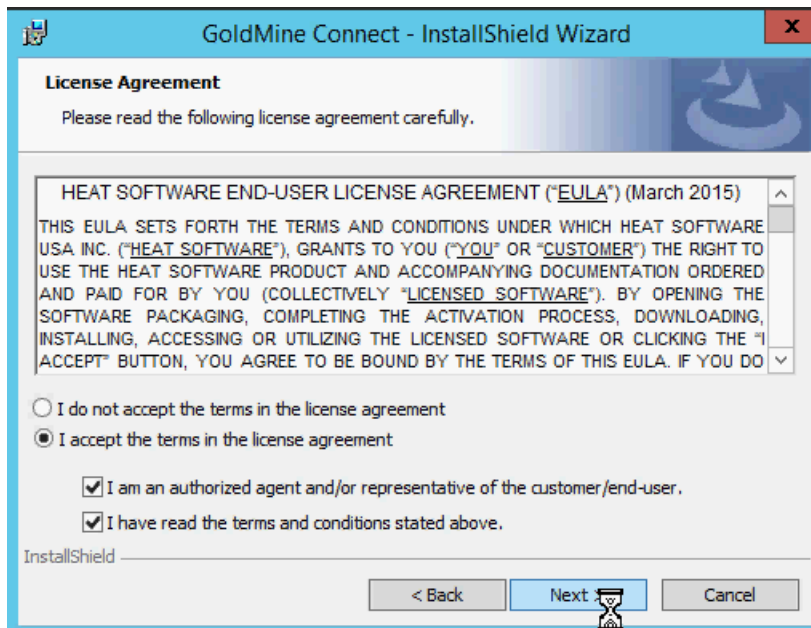 GoldMine Connect - InstallShield Wizard
x
License Agreement
Please read the following license agreement carefully.
HEAT SOFTWARE END-USER LICENSE AGREEMENT (“EULA”) (March 2015)
THIS EULA SETS FORTH THE TERMS AND CONDITIONS UNDER WHICH HEAT SOFTWARE
USA INC. (“HEAT SOFTWARE”), GRANTS TO YOU (“YOU” OR “CUSTOMER”) THE RIGHT TO
USE THE HEAT SOFTWARE PRODUCT AND ACCOMPANYING DOCUMENTATION ORDERED
AND PAID FOR BY YOU (COLLECTIVELY “LICENSED SOFTWARE”). BY OPENING THE
SOFTWARE PACKAGING, COMPLETING THE ACTIVATION PROCESS, DOWNLOADING,
INSTALLING, ACCESSING OR UTILIZING THE LICENSED SOFTWARE OR CLICKING THE “I
ACCEPT” BUTTON, YOU AGREE TO BE BOUND BY THE TERMS OF THIS EULA. IF YOU DO
I do not accept the terms in the license agreement
I accept the terms in the license agreement
I am an authorized agent and/or representative of the customer/end-user.
I have read the terms and conditions stated above.
InstallShield
< Back
Next >
Cancel